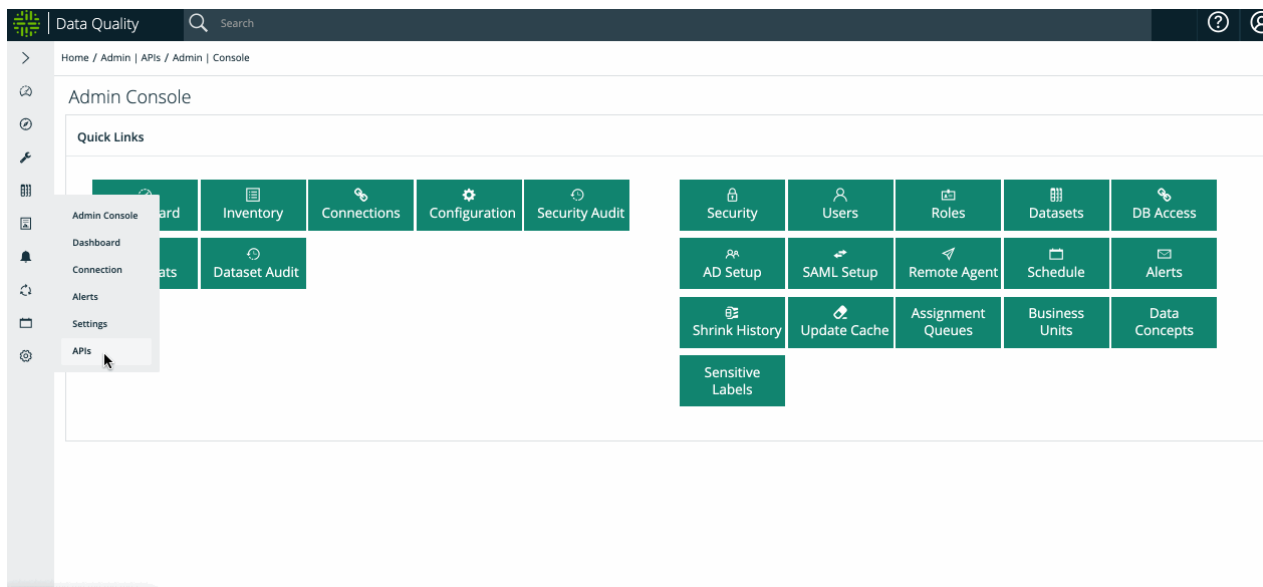 Data Quality
Search
Home / Admin | APIs / Admin | Console
Admin Console
Quick Links
Admin Console
Dashboard
Connection
Alerts
Settings
APIs
ard
Inventory
Connections
Configuration
Security Audit
ats
Dataset Audit
Security
Users
Roles
Datasets
DB Access
AD Setup
SAML Setup
Remote Agent
Schedule
Alerts
Shrink History
Update Cache
Assignment
Queues
Business
Units
Data
Concepts
Sensitive
Labels